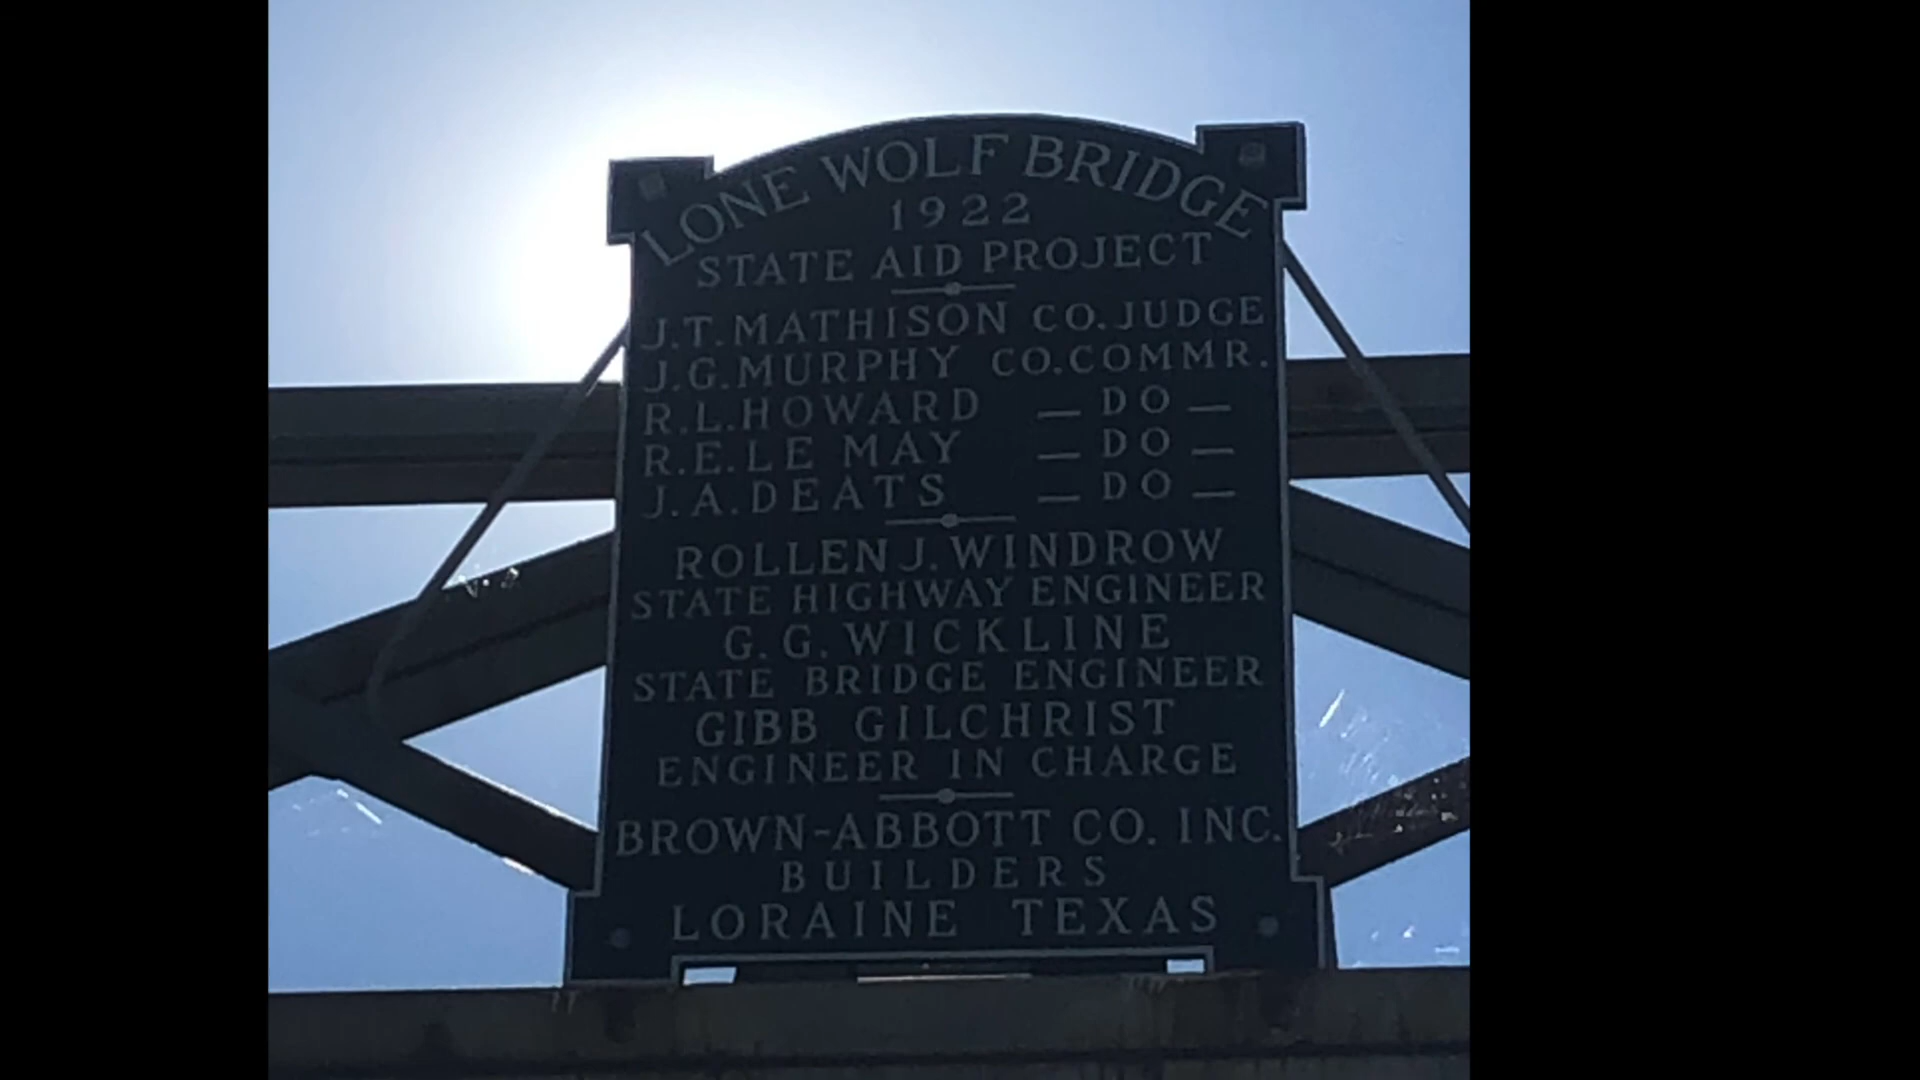 LONE WOLF BRIDGE
1922
STATE AID PROJECT
J.T. MATHISON CO. JUDGE
J.G. MURPHY CO. COMMR.
R.L. HOWARD — DO —
R.E. LE MAY — DO —
J.A. DEATS — DO —
ROLLEN J. WINDROW
STATE HIGHWAY ENGINEER
G. G. WICKLINE
STATE BRIDGE ENGINEER
GIBB GILCHRIST
ENGINEER IN CHARGE
BROWN-ABBOTT CO. INC.
BUILDERS
LORAINE TEXAS